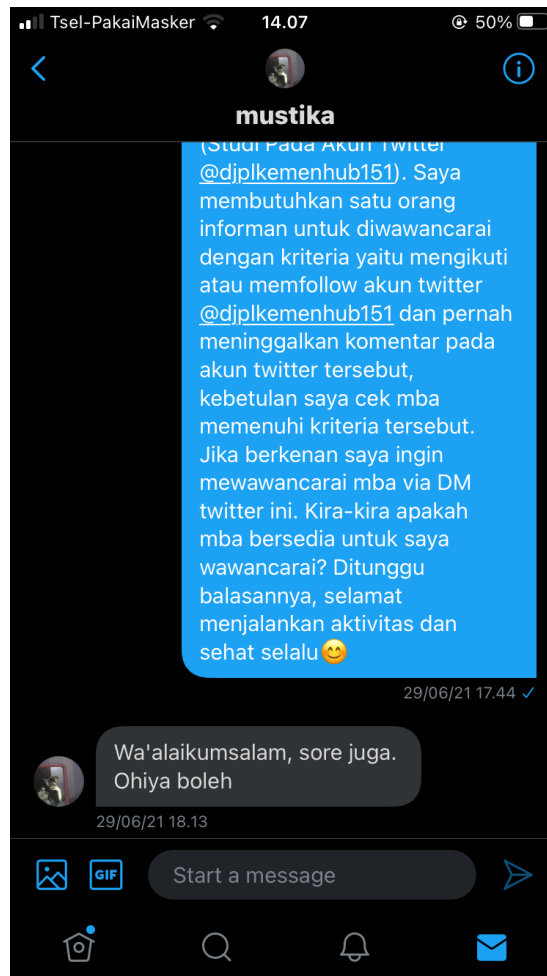 Tsel-PakaiMasker 14.07 50%
mustika
(Studi Pada Akun Twitter
@djplkemenhub151). Saya
membutuhkan satu orang
informan untuk diwawancarai
dengan kriteria yaitu mengikuti
atau memfollow akun twitter
@djplkemenhub151 dan pernah
meninggalkan komentar pada
akun twitter tersebut,
kebetulan saya cek mba
memenuhi kriteria tersebut.
Jika berkenan saya ingin
mewawancarai mba via DM
twitter ini. Kira-kira apakah
mba bersedia untuk saya
wawancarai? Ditunggu
balasannya, selamat
menjalankan aktivitas dan
sehat selalu😊
29/06/21 17.44 ✓
Wa'alaikumsalam, sore juga.
Ohiya boleh
29/06/21 18.13
GIF Start a message